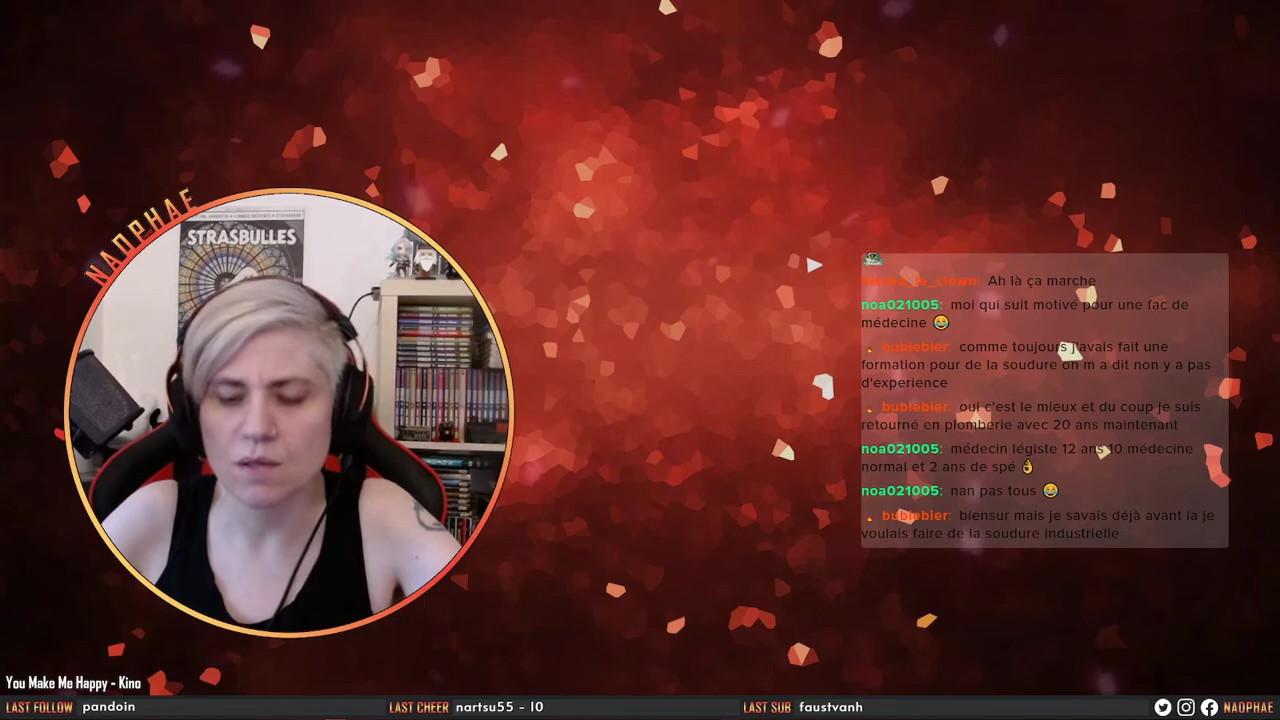 NAOPHAE
STRASBULLES
Ah là ça marche
noa021005: moi qui suit motivé pour une fac de
médecine 😂
bublebier: comme toujours j'avais fait une
formation pour de la soudure on m a dit non y a pas
d'experience
bublebier: oui c'est le mieux et du coup je suis
retourné en plomberie avec 20 ans maintenant
noa021005: médecin légiste 12 ans 10 médecine
normal et 2 ans de spé 👌
noa021005: nan pas tous 😂
bublebier: biensur mais je savais déjà avant la je
voulais faire de la soudure industrielle
You Make Me Happy - Kino
LAST FOLLOW pandoin LAST CHEER nartsu55 - 10 LAST SUB faustvanh NAOPHAE